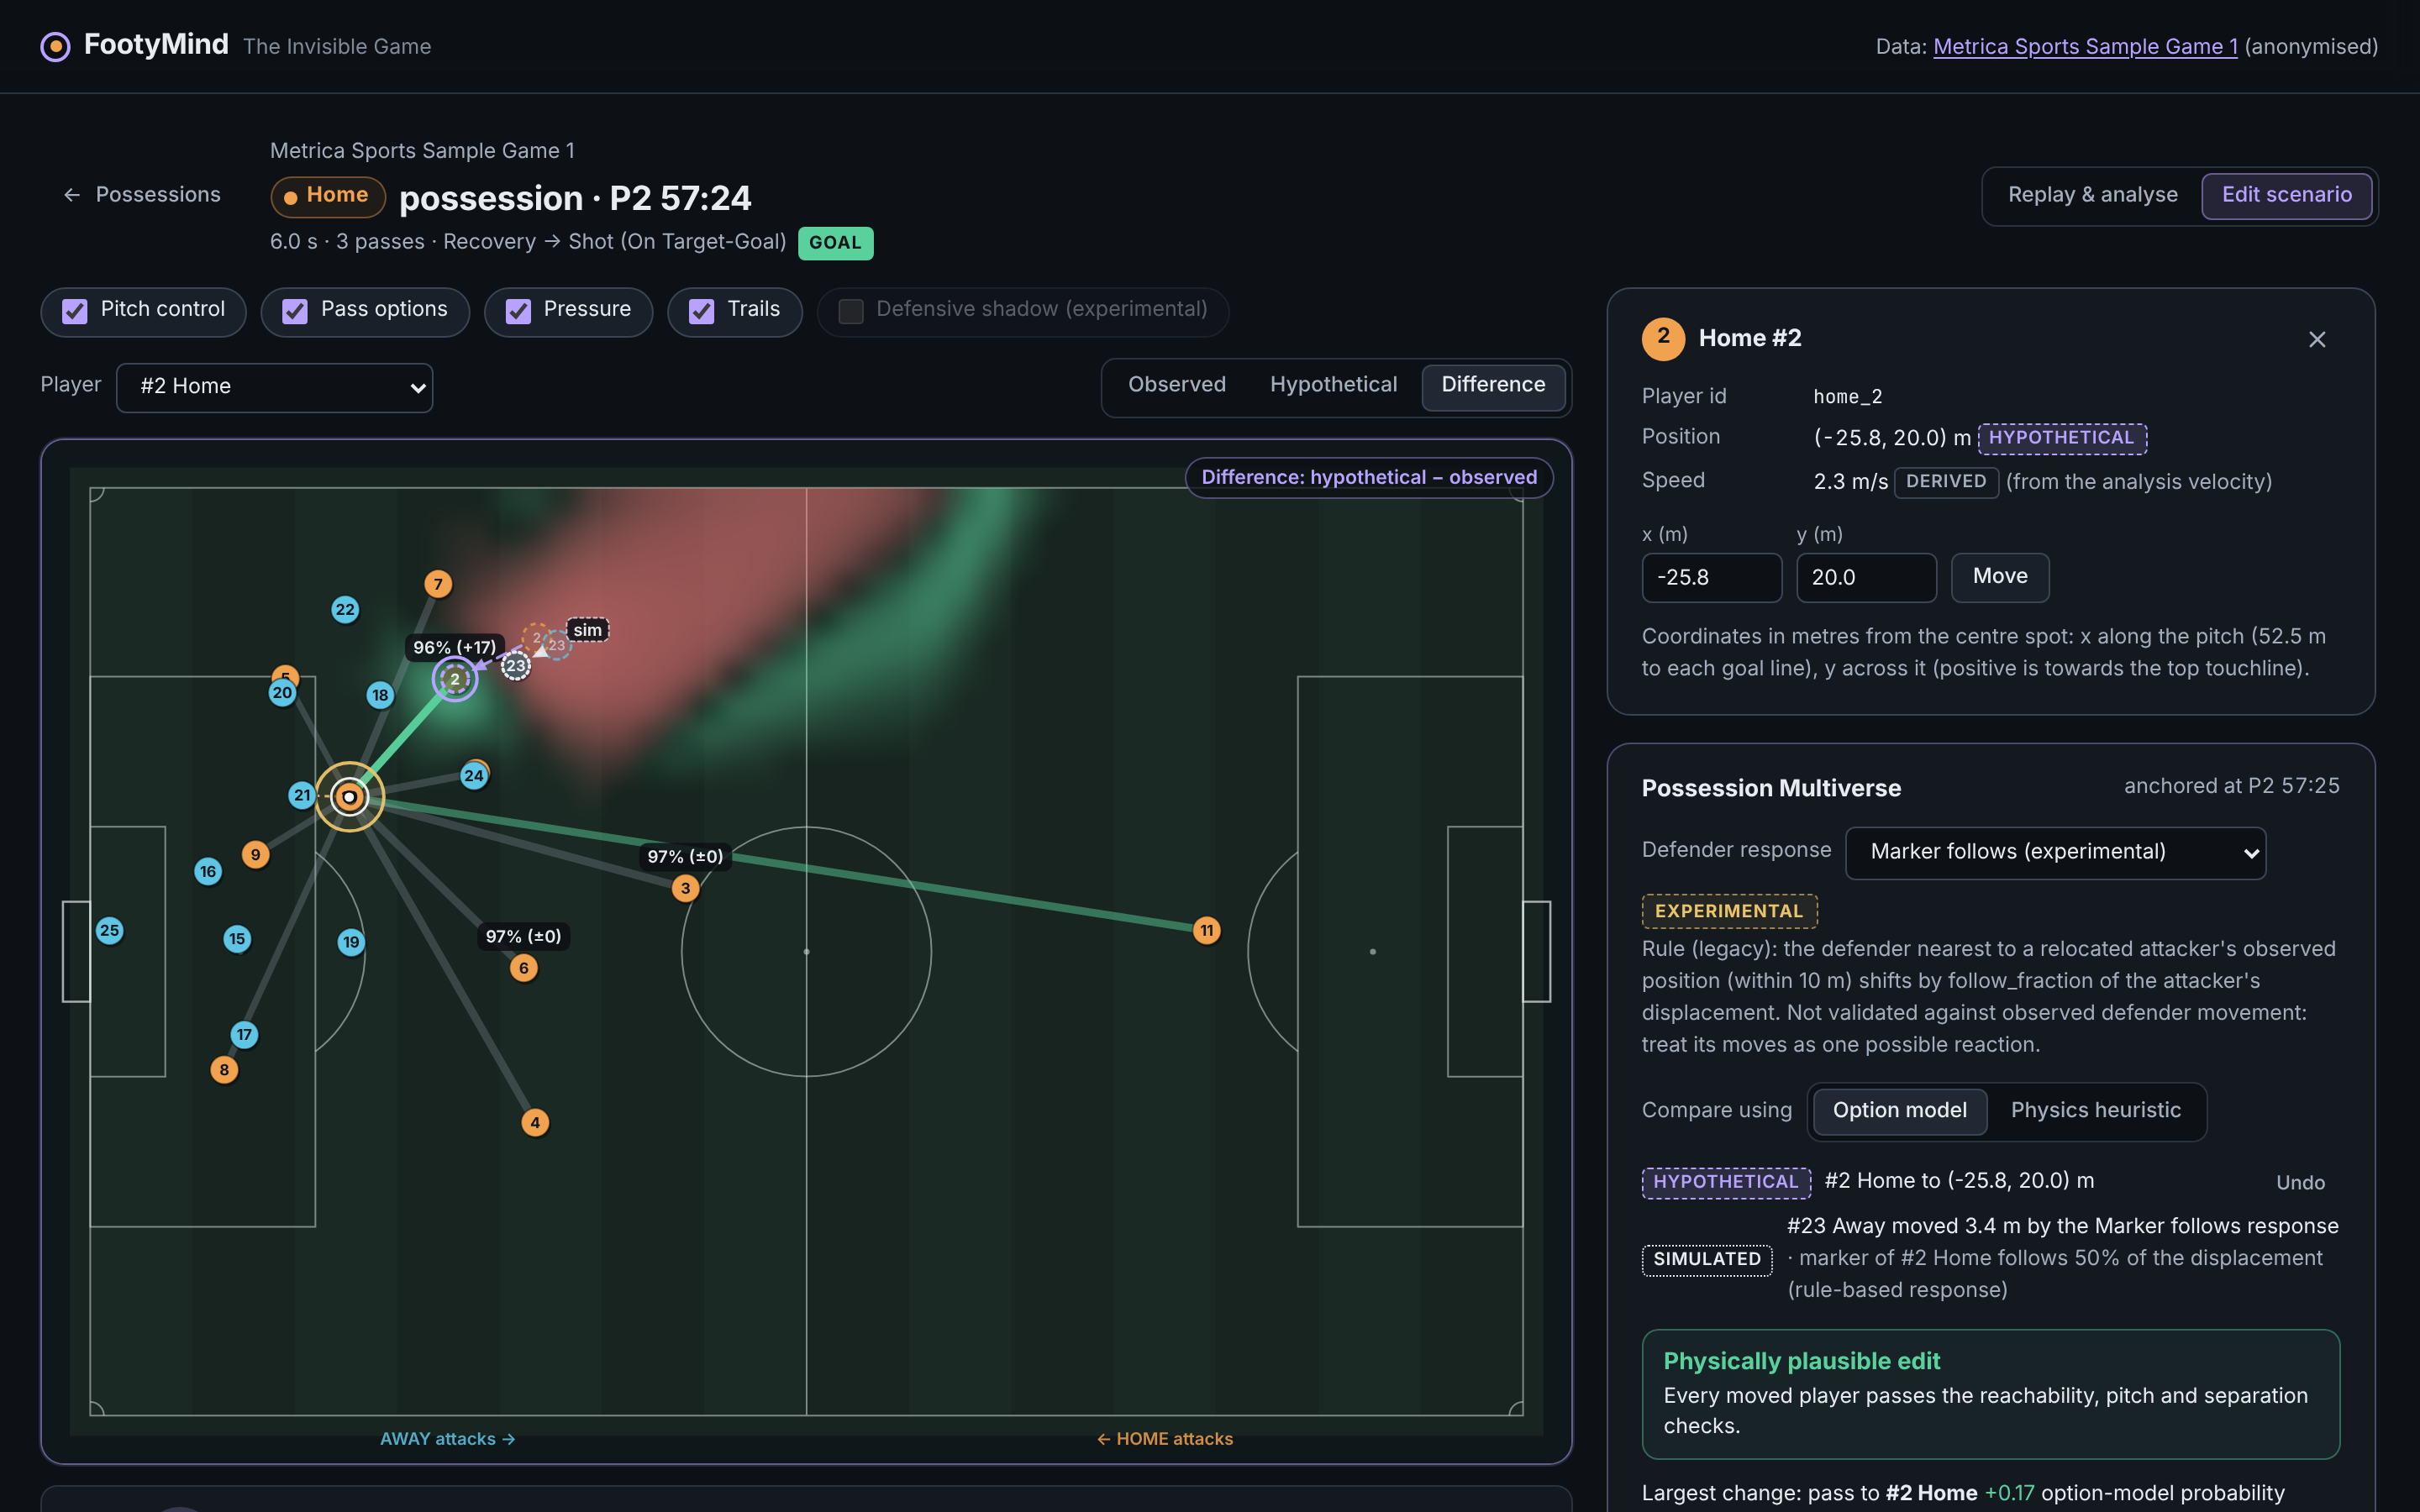 FootyMind The Invisible Game
Data: Metrica Sports Sample Game 1 (anonymised)
← Possessions
Metrica Sports Sample Game 1
Home possession · P2 57:24
6.0 s · 3 passes · Recovery → Shot (On Target-Goal) GOAL
Replay & analyse Edit scenario
Pitch control Pass options Pressure Trails Defensive shadow (experimental)
Player #2 Home
Observed Hypothetical Difference
Difference: hypothetical – observed
7
22
sim
2 23
96% (+17)
23
2
5
20
18
24
21
97% (±0)
9
16
3
11
25
15
19
97% (±0)
6
17
8
4
AWAY attacks →
← HOME attacks
2 Home #2
Player id home_2
Position (-25.8, 20.0) m HYPOTHETICAL
Speed 2.3 m/s DERIVED (from the analysis velocity)
x (m) y (m)
-25.8 20.0 Move
Coordinates in metres from the centre spot: x along the pitch (52.5 m
to each goal line), y across it (positive is towards the top touchline).
Possession Multiverse anchored at P2 57:25
Defender response Marker follows (experimental)
EXPERIMENTAL
Rule (legacy): the defender nearest to a relocated attacker's observed
position (within 10 m) shifts by follow_fraction of the attacker's
displacement. Not validated against observed defender movement:
treat its moves as one possible reaction.
Compare using Option model Physics heuristic
HYPOTHETICAL #2 Home to (-25.8, 20.0) m Undo
#23 Away moved 3.4 m by the Marker follows response
SIMULATED · marker of #2 Home follows 50% of the displacement
(rule-based response)
Physically plausible edit
Every moved player passes the reachability, pitch and separation
checks.
Largest change: pass to #2 Home +0.17 option-model probability